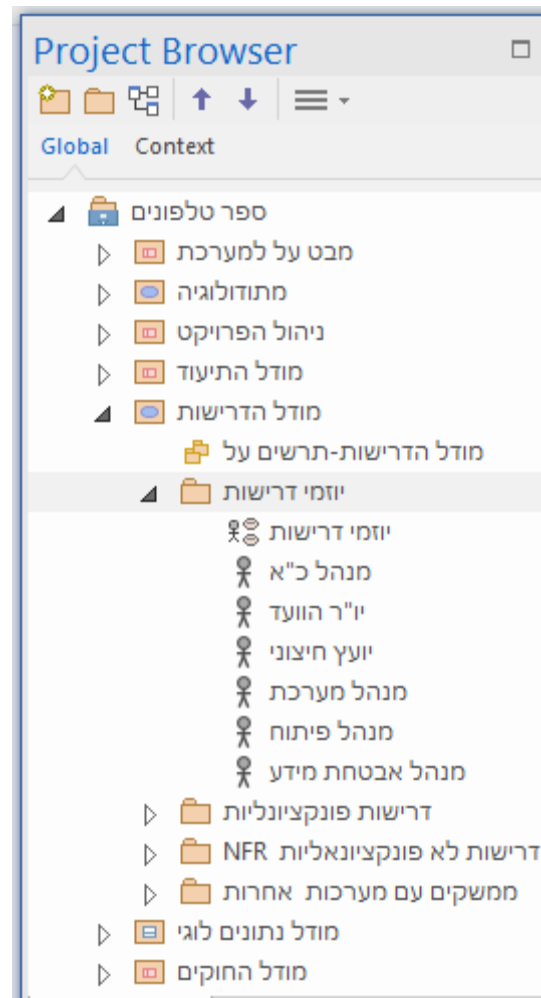 Project Browser
Global Context
ספר טלפונים
מבט על למערכת
מתודולוגיה
ניהול הפרויקט
מודל התיעוד
מודל הדרישות
מודל הדרישות-תרשים על
יוזמי דרישות
יוזמי דרישות
מנהל כ"א
יו"ר הוועד
יועץ חיצוני
מנהל מערכת
מנהל פיתוח
מנהל אבטחת מידע
דרישות פונקציונליות
דרישות לא פונקציונאליות NFR
ממשקים עם מערכות אחרות
מודל נתונים לוגי
מודל החוקים